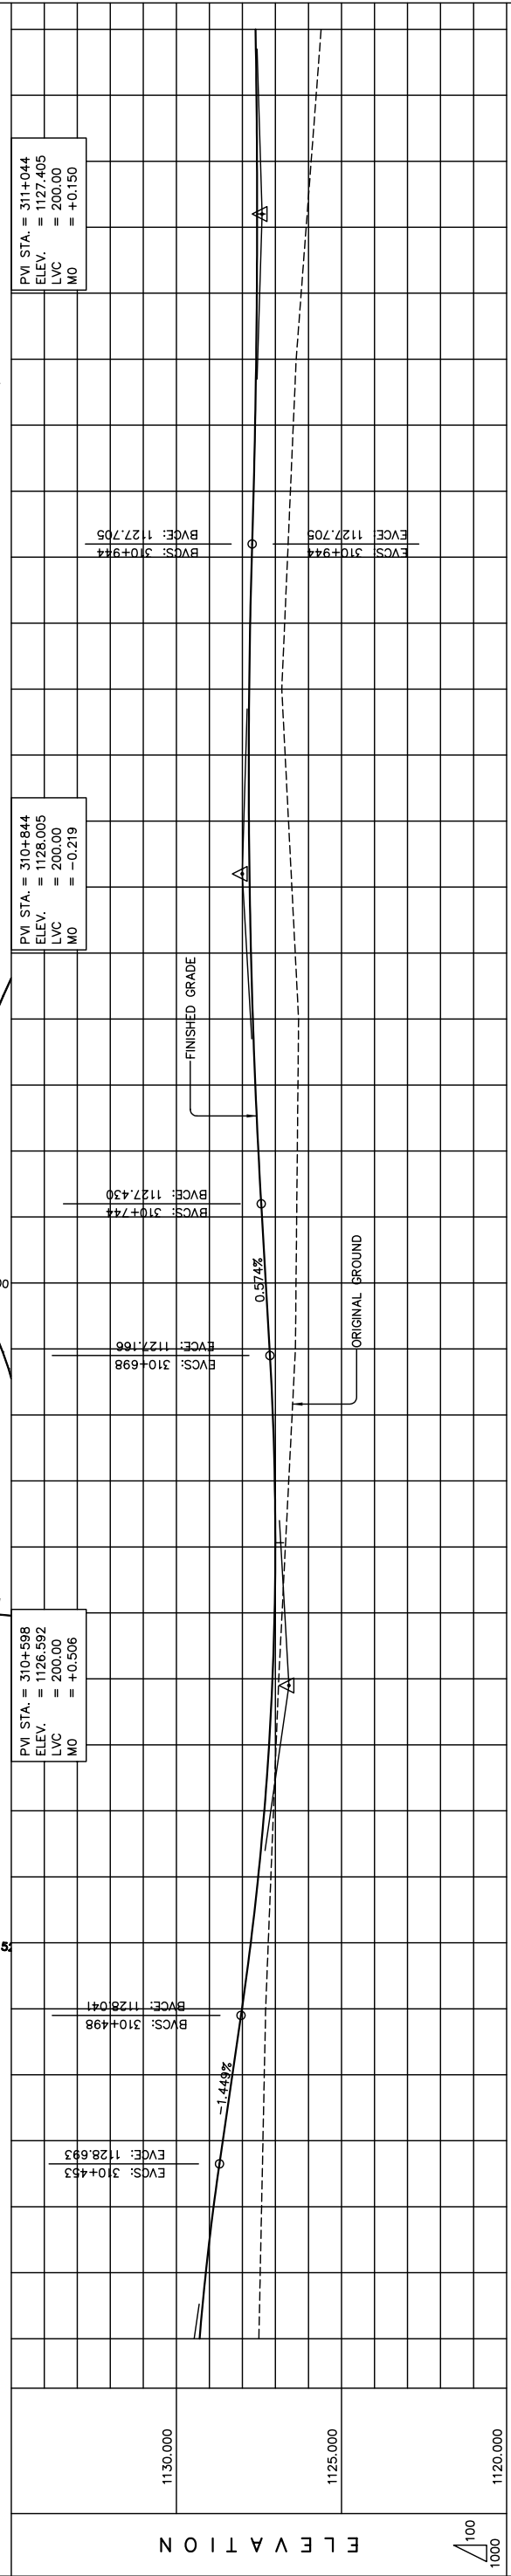 PVI STA. = 311+044
ELEV. = 1127.405
LVC = 200.00
MO = +0.150
BVCS: 310+944
BVCE: 1127.705
EVCS: 310+944
EVCE: 1127.705
PVI STA. = 310+844
ELEV. = 1128.005
LVC = 200.00
MO = -0.219
FINISHED GRADE
BVCS: 310+744
BVCE: 1127.430
0.574%
EVCS: 310+698
EVCE: 1127.166
ORIGINAL GROUND
PVI STA. = 310+598
ELEV. = 1126.592
LVC = 200.00
MO = +0.506
BVCS: 310+498
BVCE: 1128.041
-1.449%
EVCS: 310+453
EVCE: 1128.693
1130.000
1125.000
1120.000
ELEVATION
100
1000